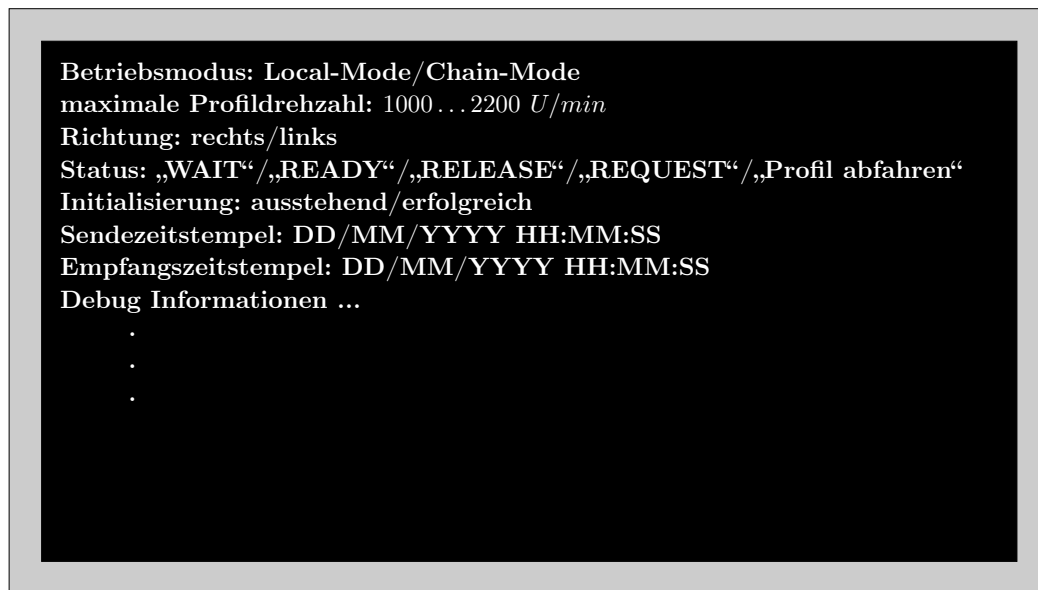 Betriebsmodus: Local-Mode/Chain-Mode
maximale Profildrehzahl: 1000...2200 U/min
Richtung: rechts/links
Status: „WAIT“/„READY“/„RELEASE“/„REQUEST“/„Profil abfahren“
Initialisierung: ausstehend/erfolgreich
Sendezeitstempel: DD/MM/YYYY HH:MM:SS
Empfangszeitstempel: DD/MM/YYYY HH:MM:SS
Debug Informationen ...
.
.
.